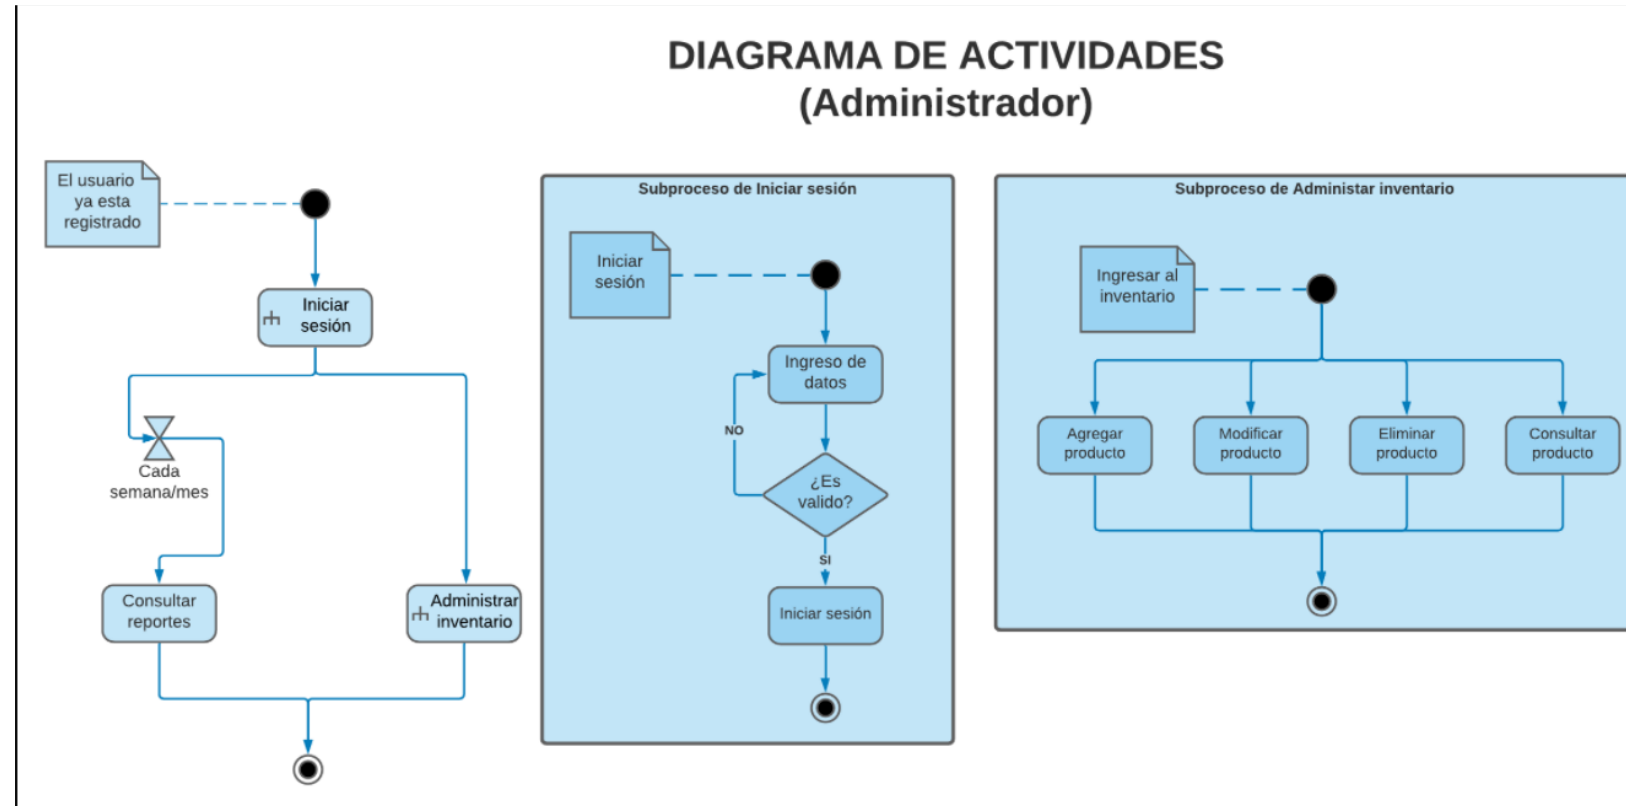 DIAGRAMA DE ACTIVIDADES
(Administrador)
El usuario
ya esta
registrado
Iniciar
sesión
Cada
semana/mes
Consultar
reportes
Administrar
inventario
Subproceso de Iniciar sesión
Iniciar
sesión
Ingreso de
datos
NO
¿Es
valido?
SI
Iniciar sesión
Subproceso de Administar inventario
Ingresar al
inventario
Agregar
producto
Modificar
producto
Eliminar
producto
Consultar
producto